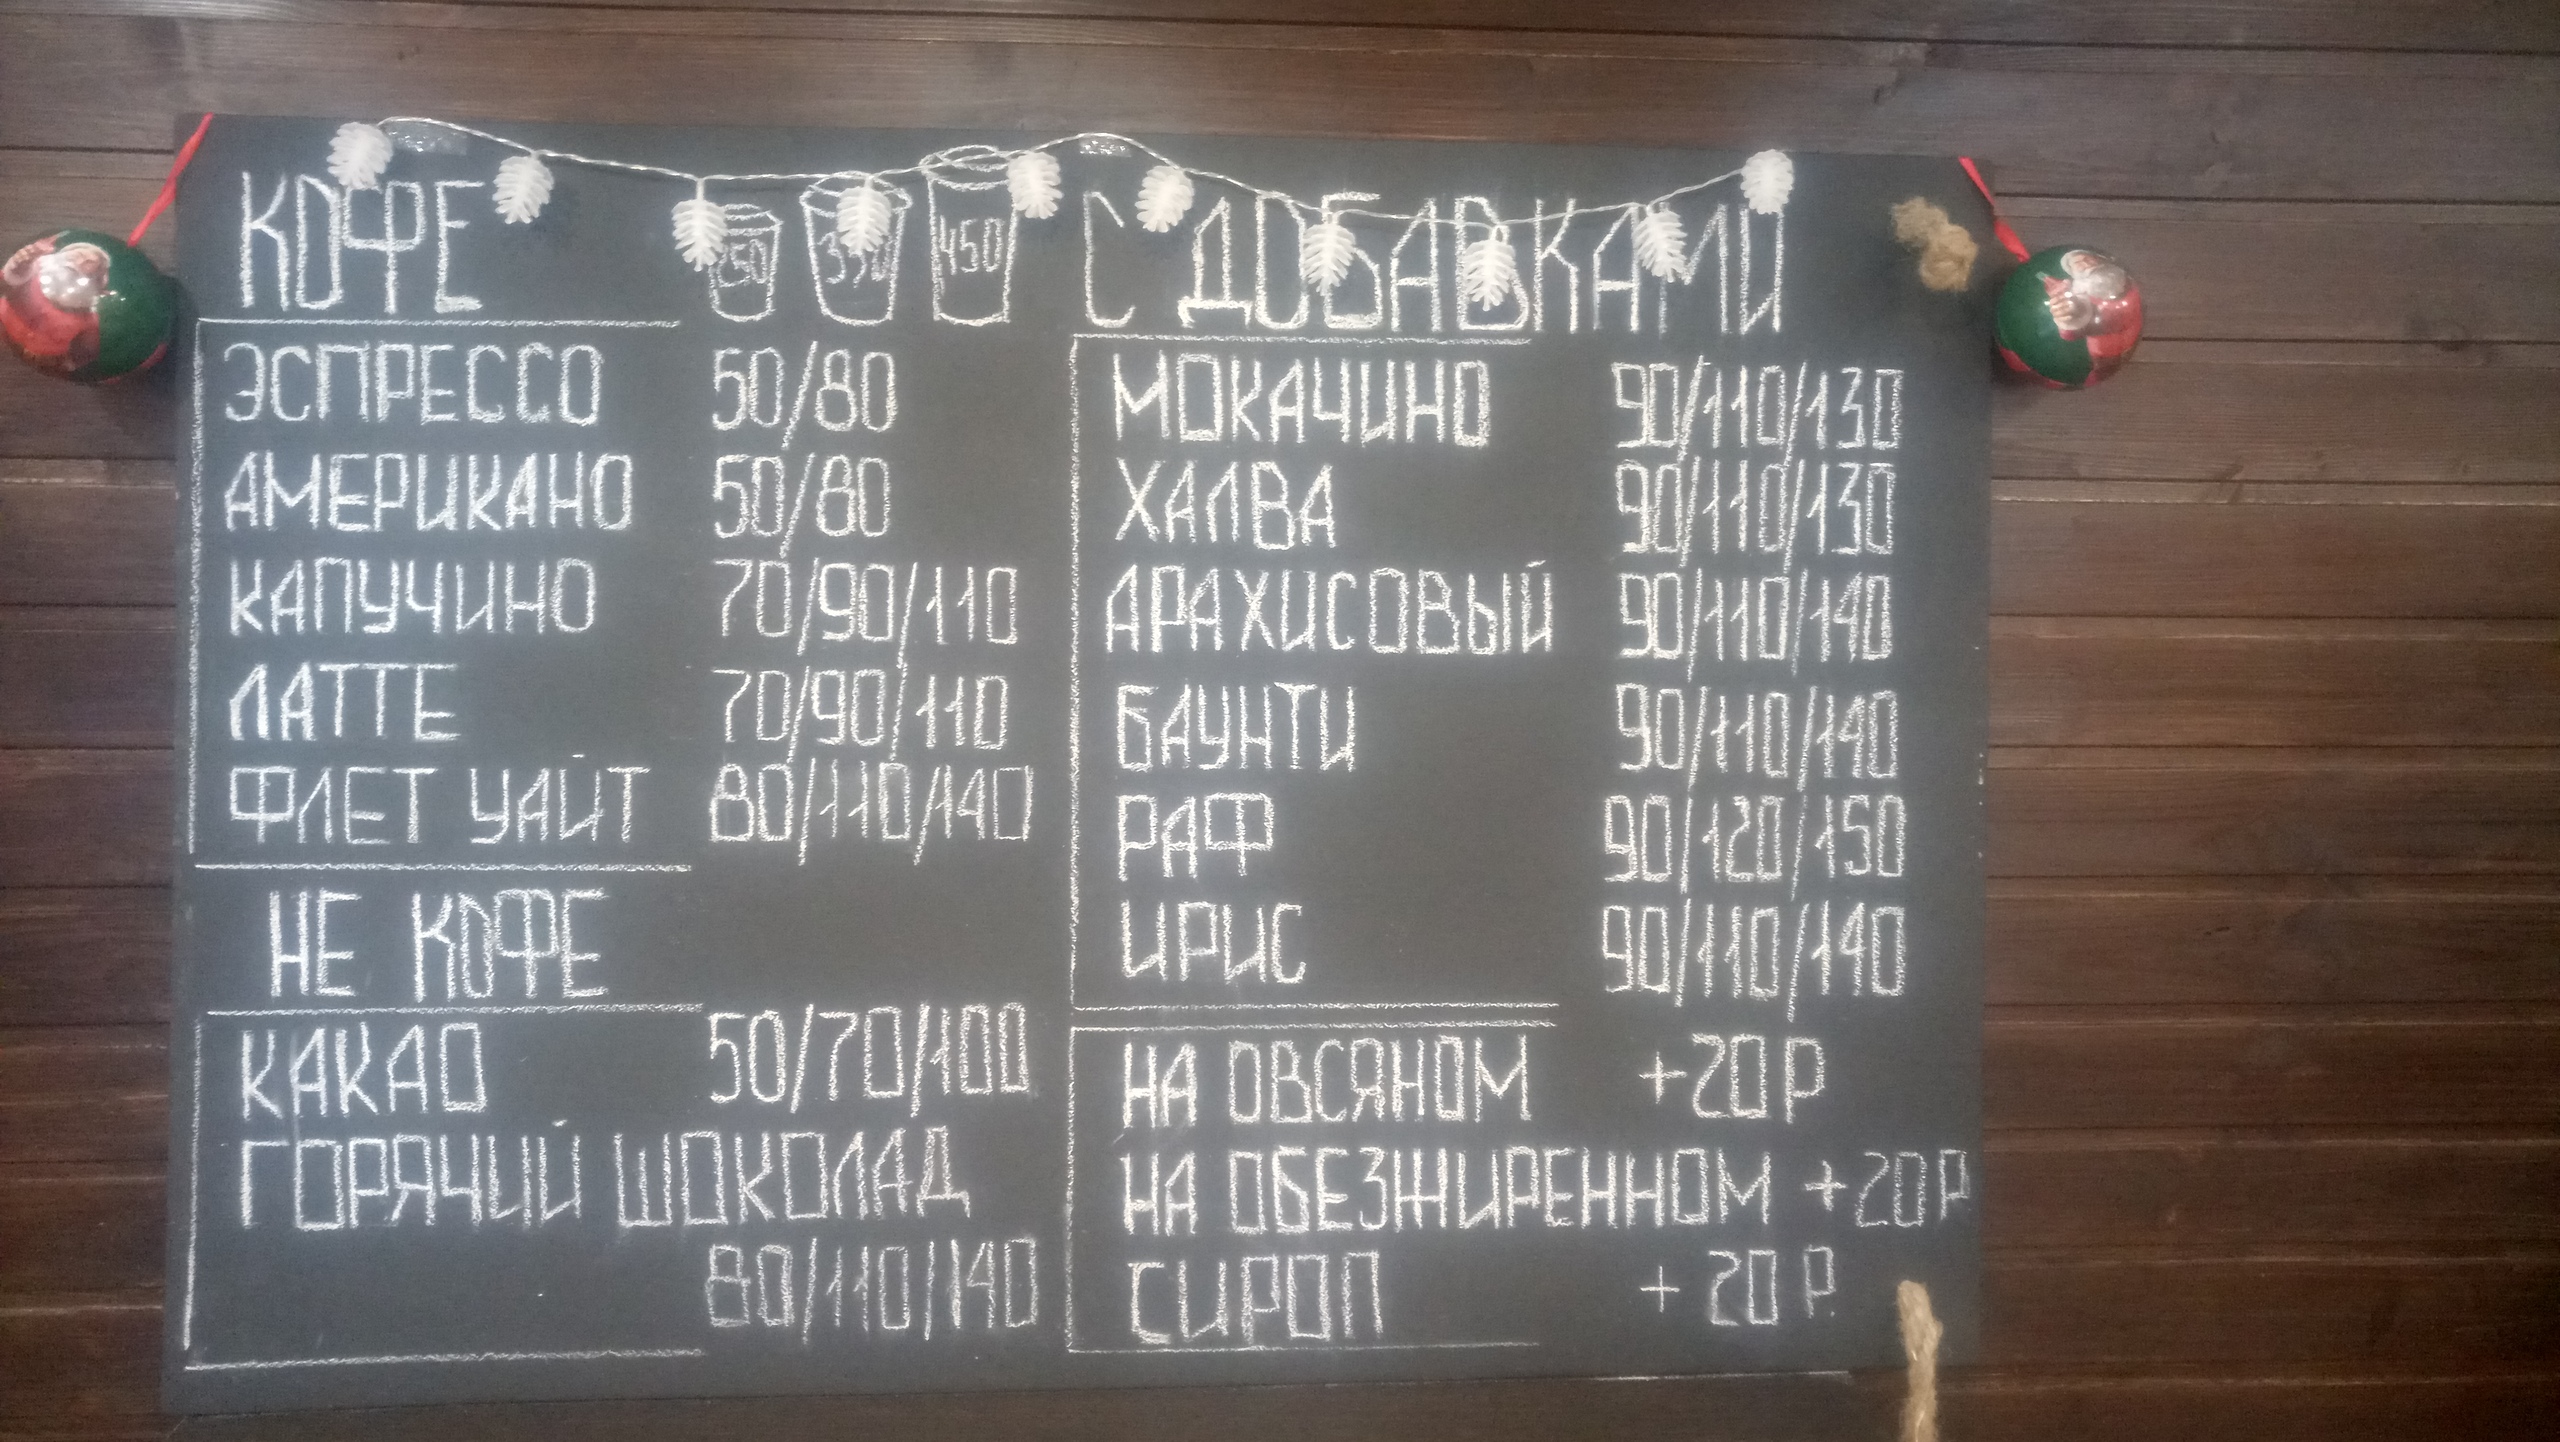 КОФЕ 250 350 450
ЭСПРЕССО 50/80
АМЕРИКАНО 50/80
КАПУЧИНО 70/90/110
ЛАТТЕ 70/90/110
ФЛЕТ УАЙТ 80/110/140
НЕ КОФЕ
КАКАО 50/70/100
ГОРЯЧИЙ ШОКОЛАД
80/110/140
С ДОБАВКАМИ
МОКАЧИНО 90/110/130
ХАЛВА 90/110/130
АРАХИСОВЫЙ 90/110/140
БАУНТИ 90/110/140
РАФ 90/120/150
ИРИС 90/110/140
НА ОВСЯНОМ +20 Р
НА ОБЕЗЖИРЕННОМ +20 Р
СИРОП + 20 Р.